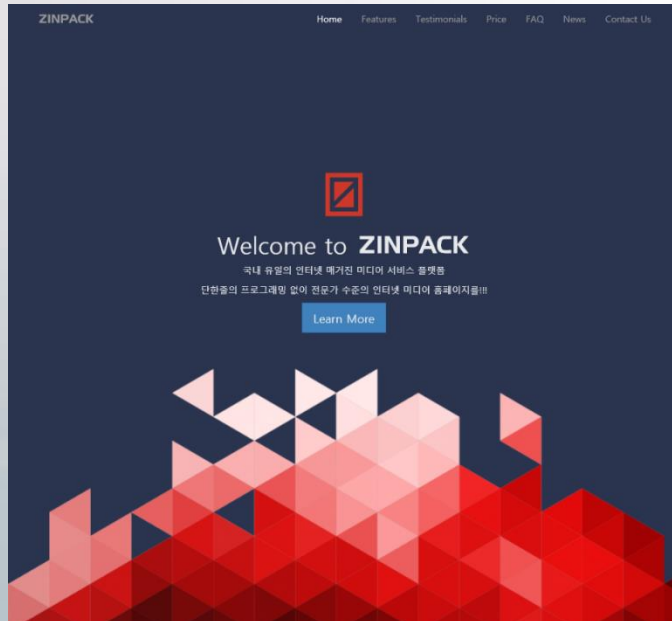 ZINPACK
Home Features Testimonials Price FAQ News Contact Us
Welcome to ZINPACK
국내 유일의 인터넷 매거진 미디어 서비스 플랫폼
단한줄의 프로그래밍 없이 전문가 수준의 인터넷 미디어 홈페이지를!!!
Learn More